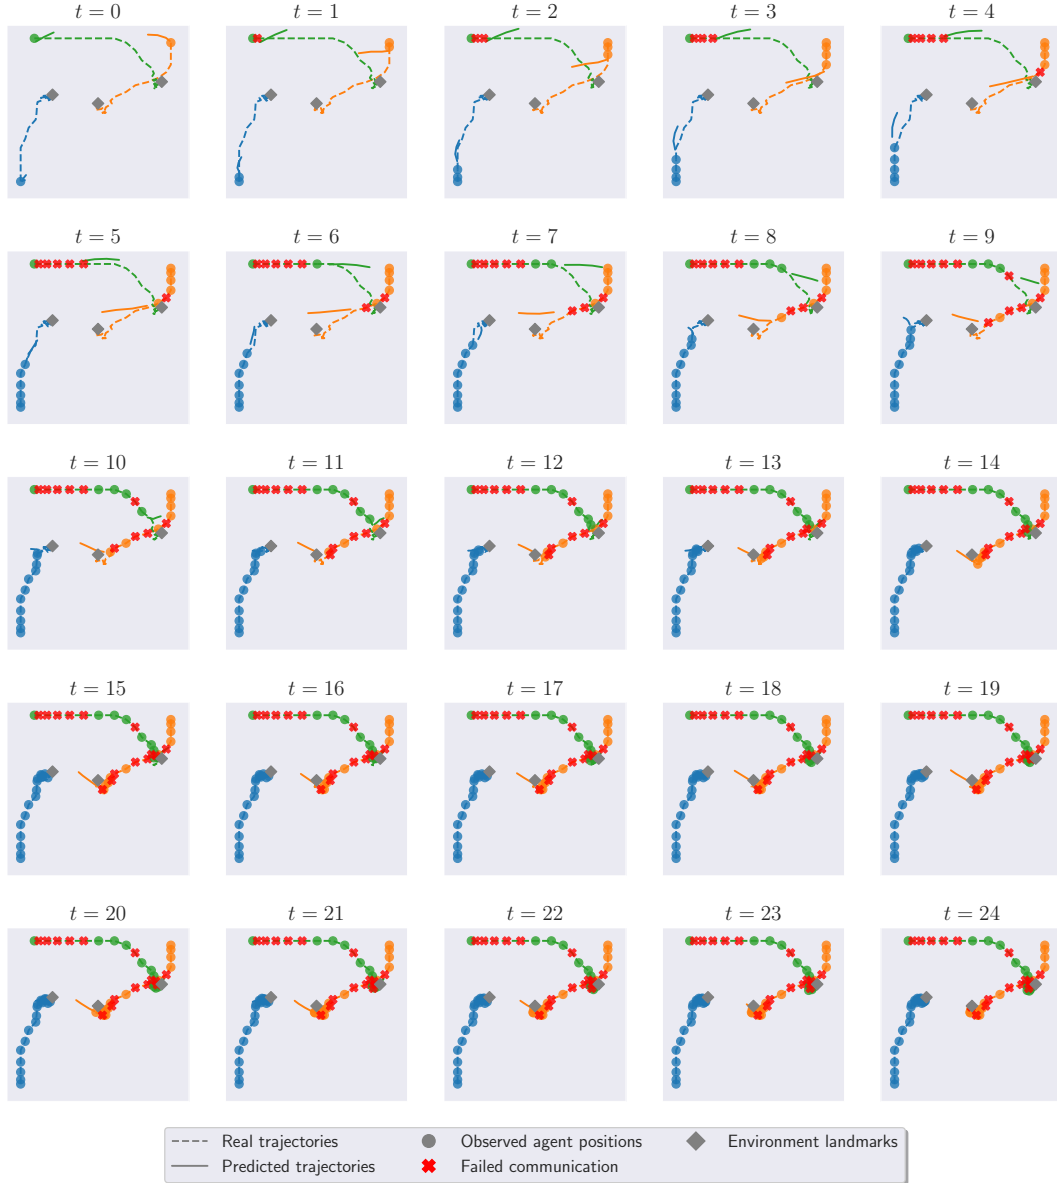 t = 0 t = 1 t = 2 t = 3 t = 4
t = 5 t = 6 t = 7 t = 8 t = 9
t = 10 t = 11 t = 12 t = 13 t = 14
t = 15 t = 16 t = 17 t = 18 t = 19
t = 20 t = 21 t = 22 t = 23 t = 24
Real trajectories Observed agent positions Environment landmarks
Predicted trajectories Failed communication